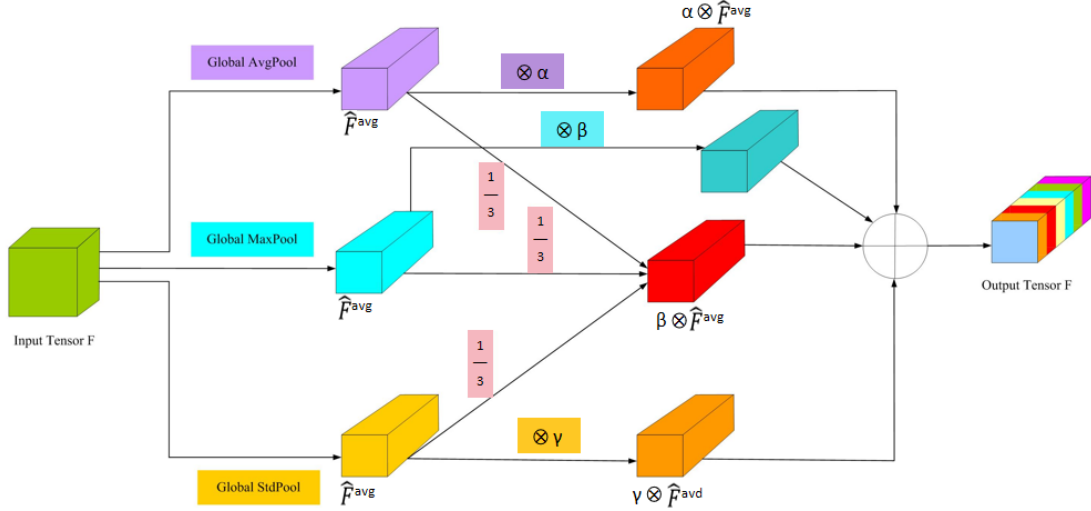 α ⊗ F̂ᵃᵛᵍ
Global AvgPool
⊗ α
F̂ᵃᵛᵍ
⊗ β
1
3
1
3
Global MaxPool
F̂ᵃᵛᵍ
Input Tensor F
Output Tensor F
β ⊗ F̂ᵃᵛᵍ
1
3
⊗ γ
Global StdPool
F̂ᵃᵛᵍ
γ ⊗ F̂ᵃᵛᵈ